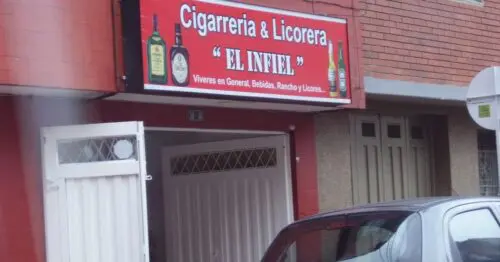 Cigarreria & Licorera
“ EL INFIEL ”
Viveres en General, Bebidas, Rancho y Licores...